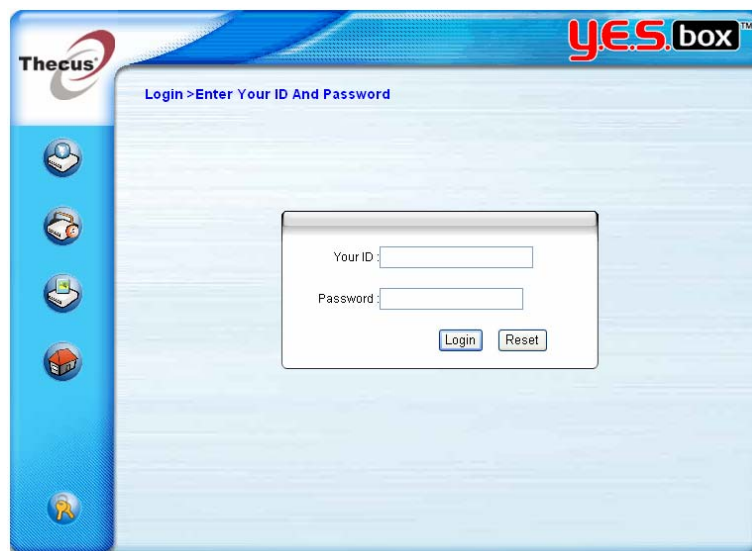 Thecus
Y.E.S. box™
Login >Enter Your ID And Password
Your ID :
Password :
Login Reset